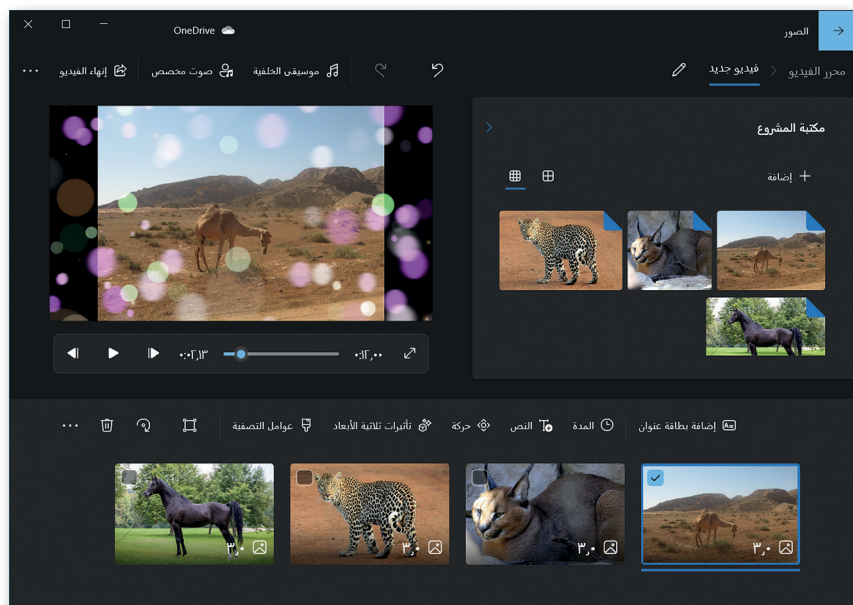 الصور
OneDrive
محرر الفيديو
فيديو جديد
موسيقى الخلفية
صوت مخصص
إنهاء الفيديو
مكتبة المشروع
إضافة
٠:٠٢,١٣
٠:١٢,٠٠
إضافة بطاقة عنوان
المدة
النص
حركة
تأثيرات ثلاثية الأبعاد
عوامل التصفية
٣,٠
٣,٠
٣,٠
٣,٠